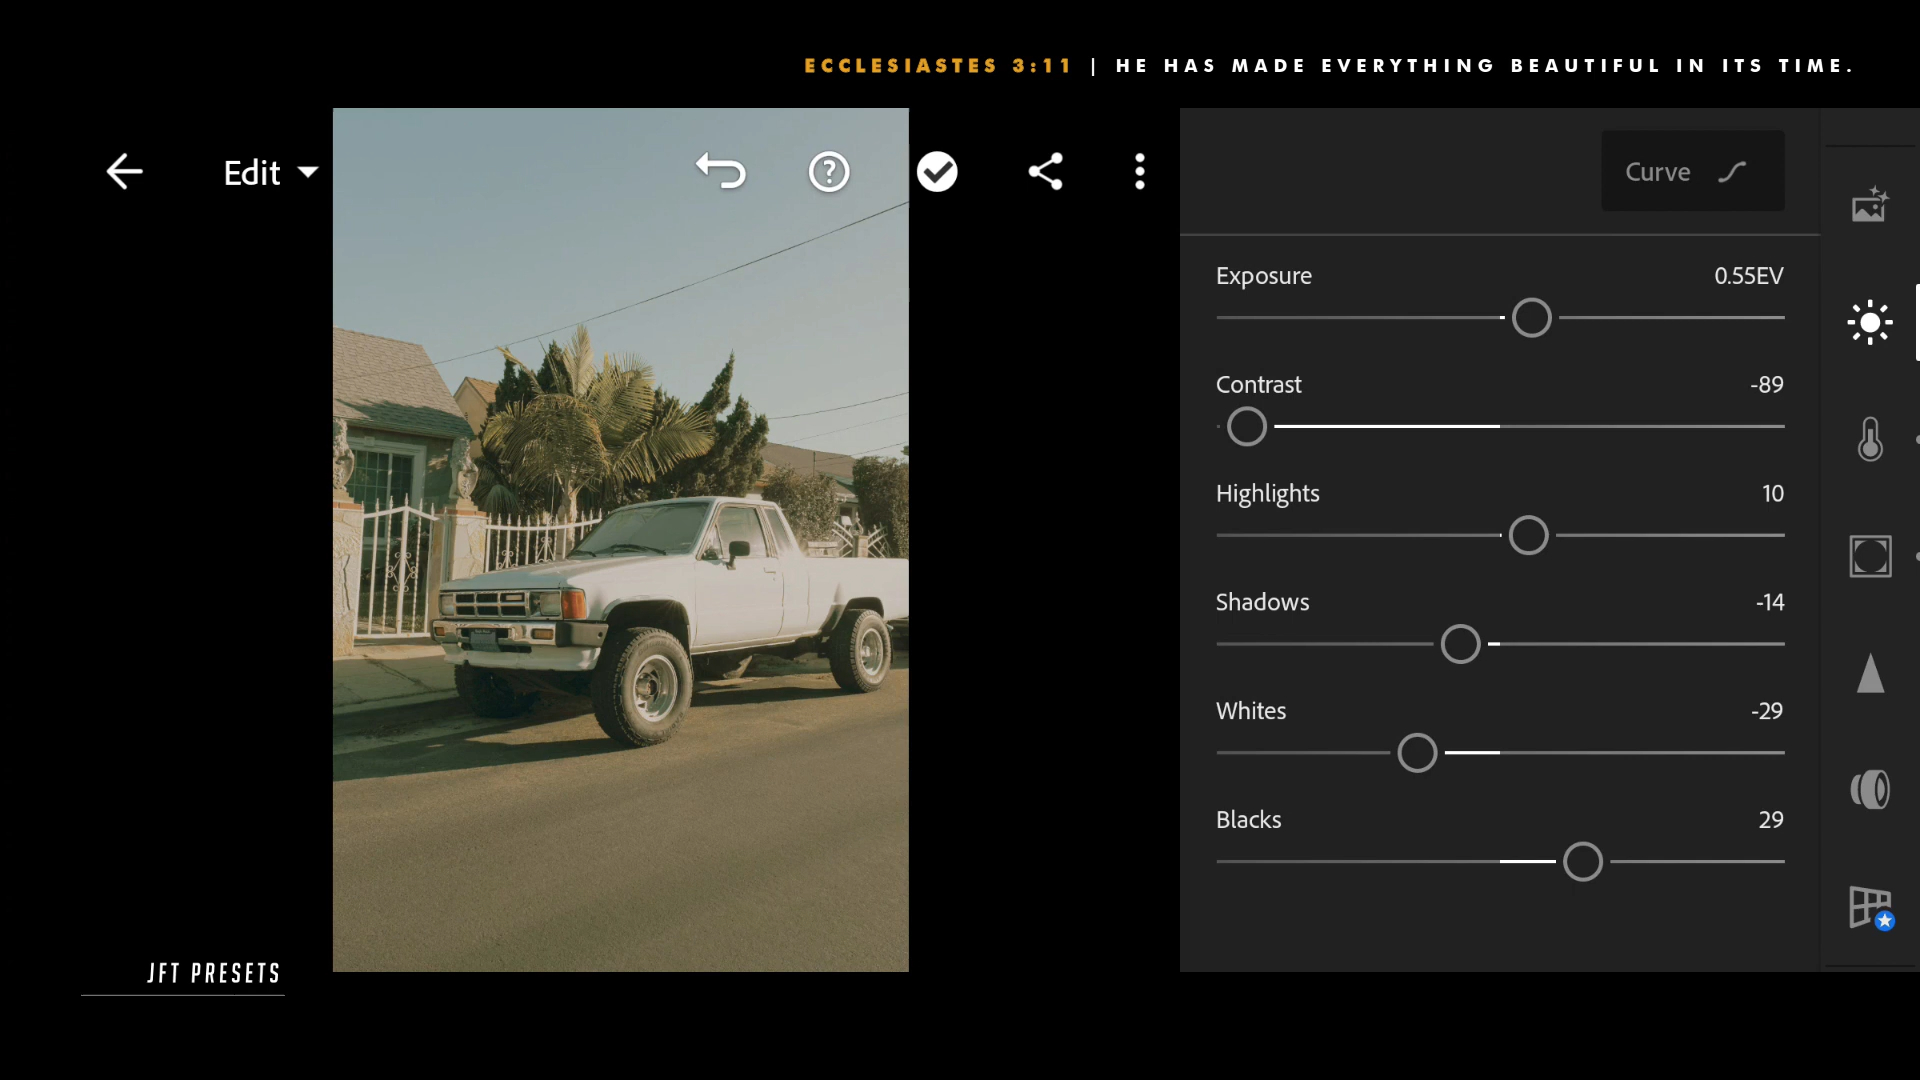 ECCLESIASTES 3:11 | HE HAS MADE EVERYTHING BEAUTIFUL IN ITS TIME.
Edit
Curve
Exposure 0.55EV
Contrast -89
Highlights 10
Shadows -14
Whites -29
Blacks 29
JFT PRESETS